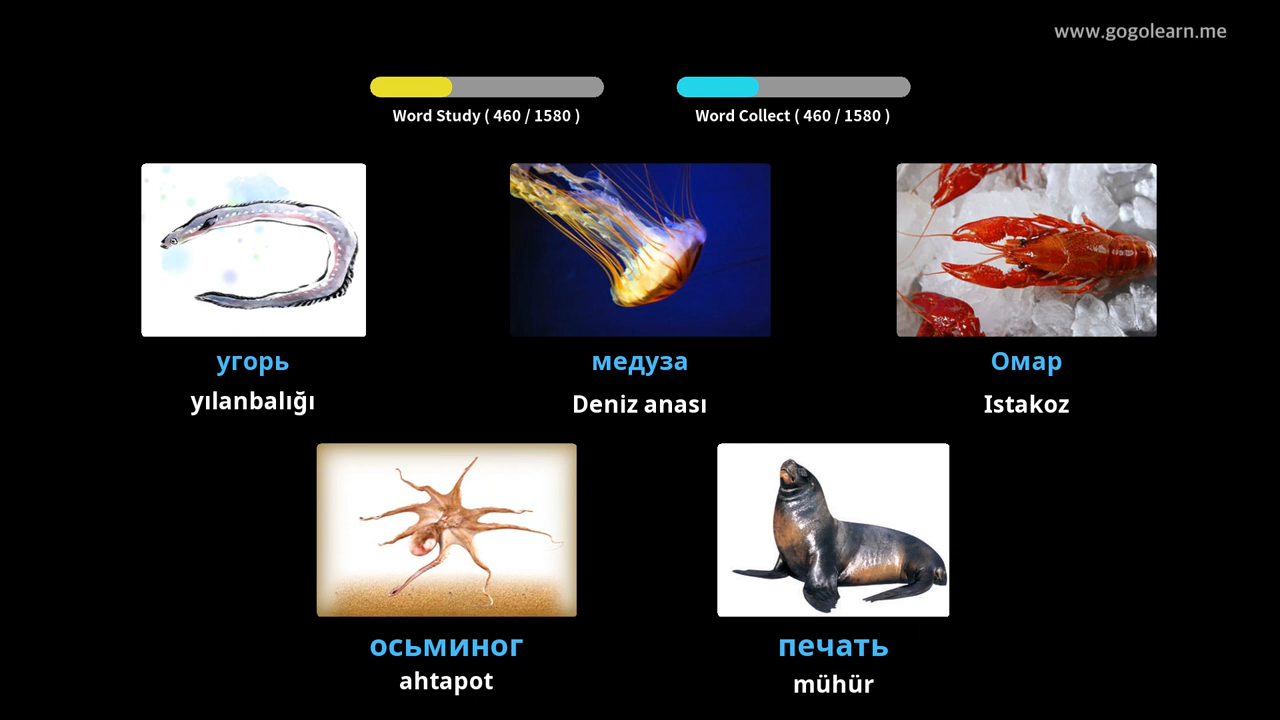 www.gogolearn.me
Word Study ( 460 / 1580 )
Word Collect ( 460 / 1580 )
угорь
yılanbalığı
медуза
Deniz anası
Омар
Istakoz
осьминог
ahtapot
печать
mühür